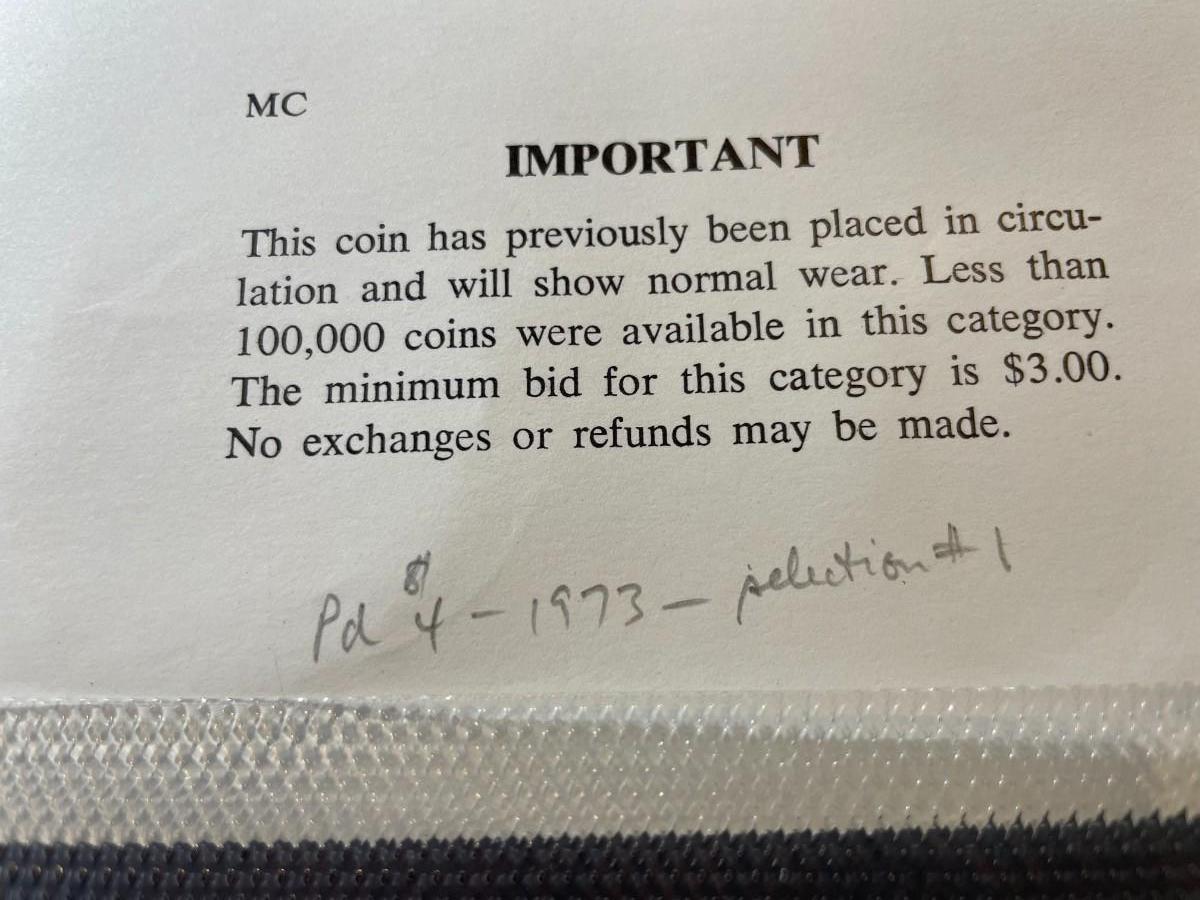 MC
IMPORTANT
This coin has previously been placed in circu-
lation and will show normal wear. Less than
100,000 coins were available in this category.
The minimum bid for this category is $3.00.
No exchanges or refunds may be made.
Pd $4 - 1973 - selection # 1